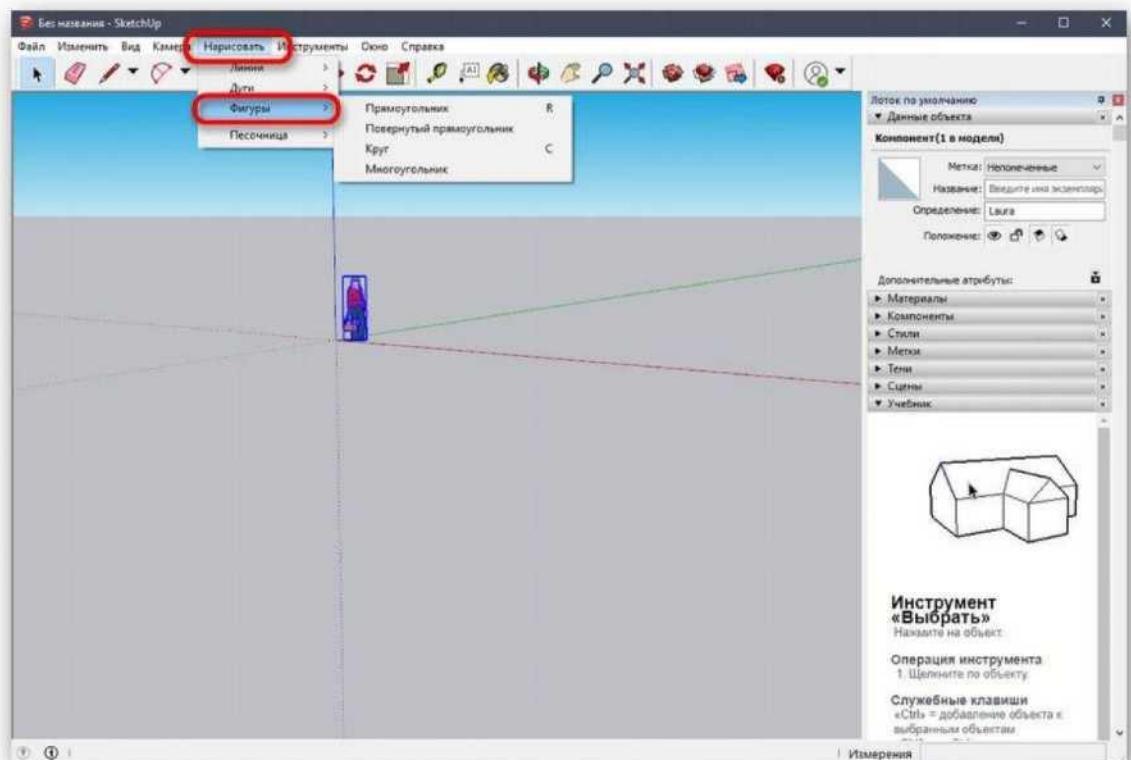 Без названия - SketchUp
Файл Изменить Вид Камера Нарисовать Инструменты Окно Справка
Линии
Дуги
Фигуры
Песочница
Прямоугольник R
Повернутый прямоугольник
Круг C
Многоугольник
Лоток по умолчанию
Данные объекта
Компонент(1 в модели)
Метка: Непомеченные
Название: Введите имя экземпляра
Определение: Laura
Положение:
Дополнительные атрибуты:
Материалы
Компоненты
Стили
Метки
Тени
Сцены
Учебник
Инструмент
«Выбрать»
Нажмите на объект.
Операция инструмента
1. Щелкните по объекту.
Служебные клавиши
«Ctrl» = добавление объекта к
выбранным объектам
Измерения